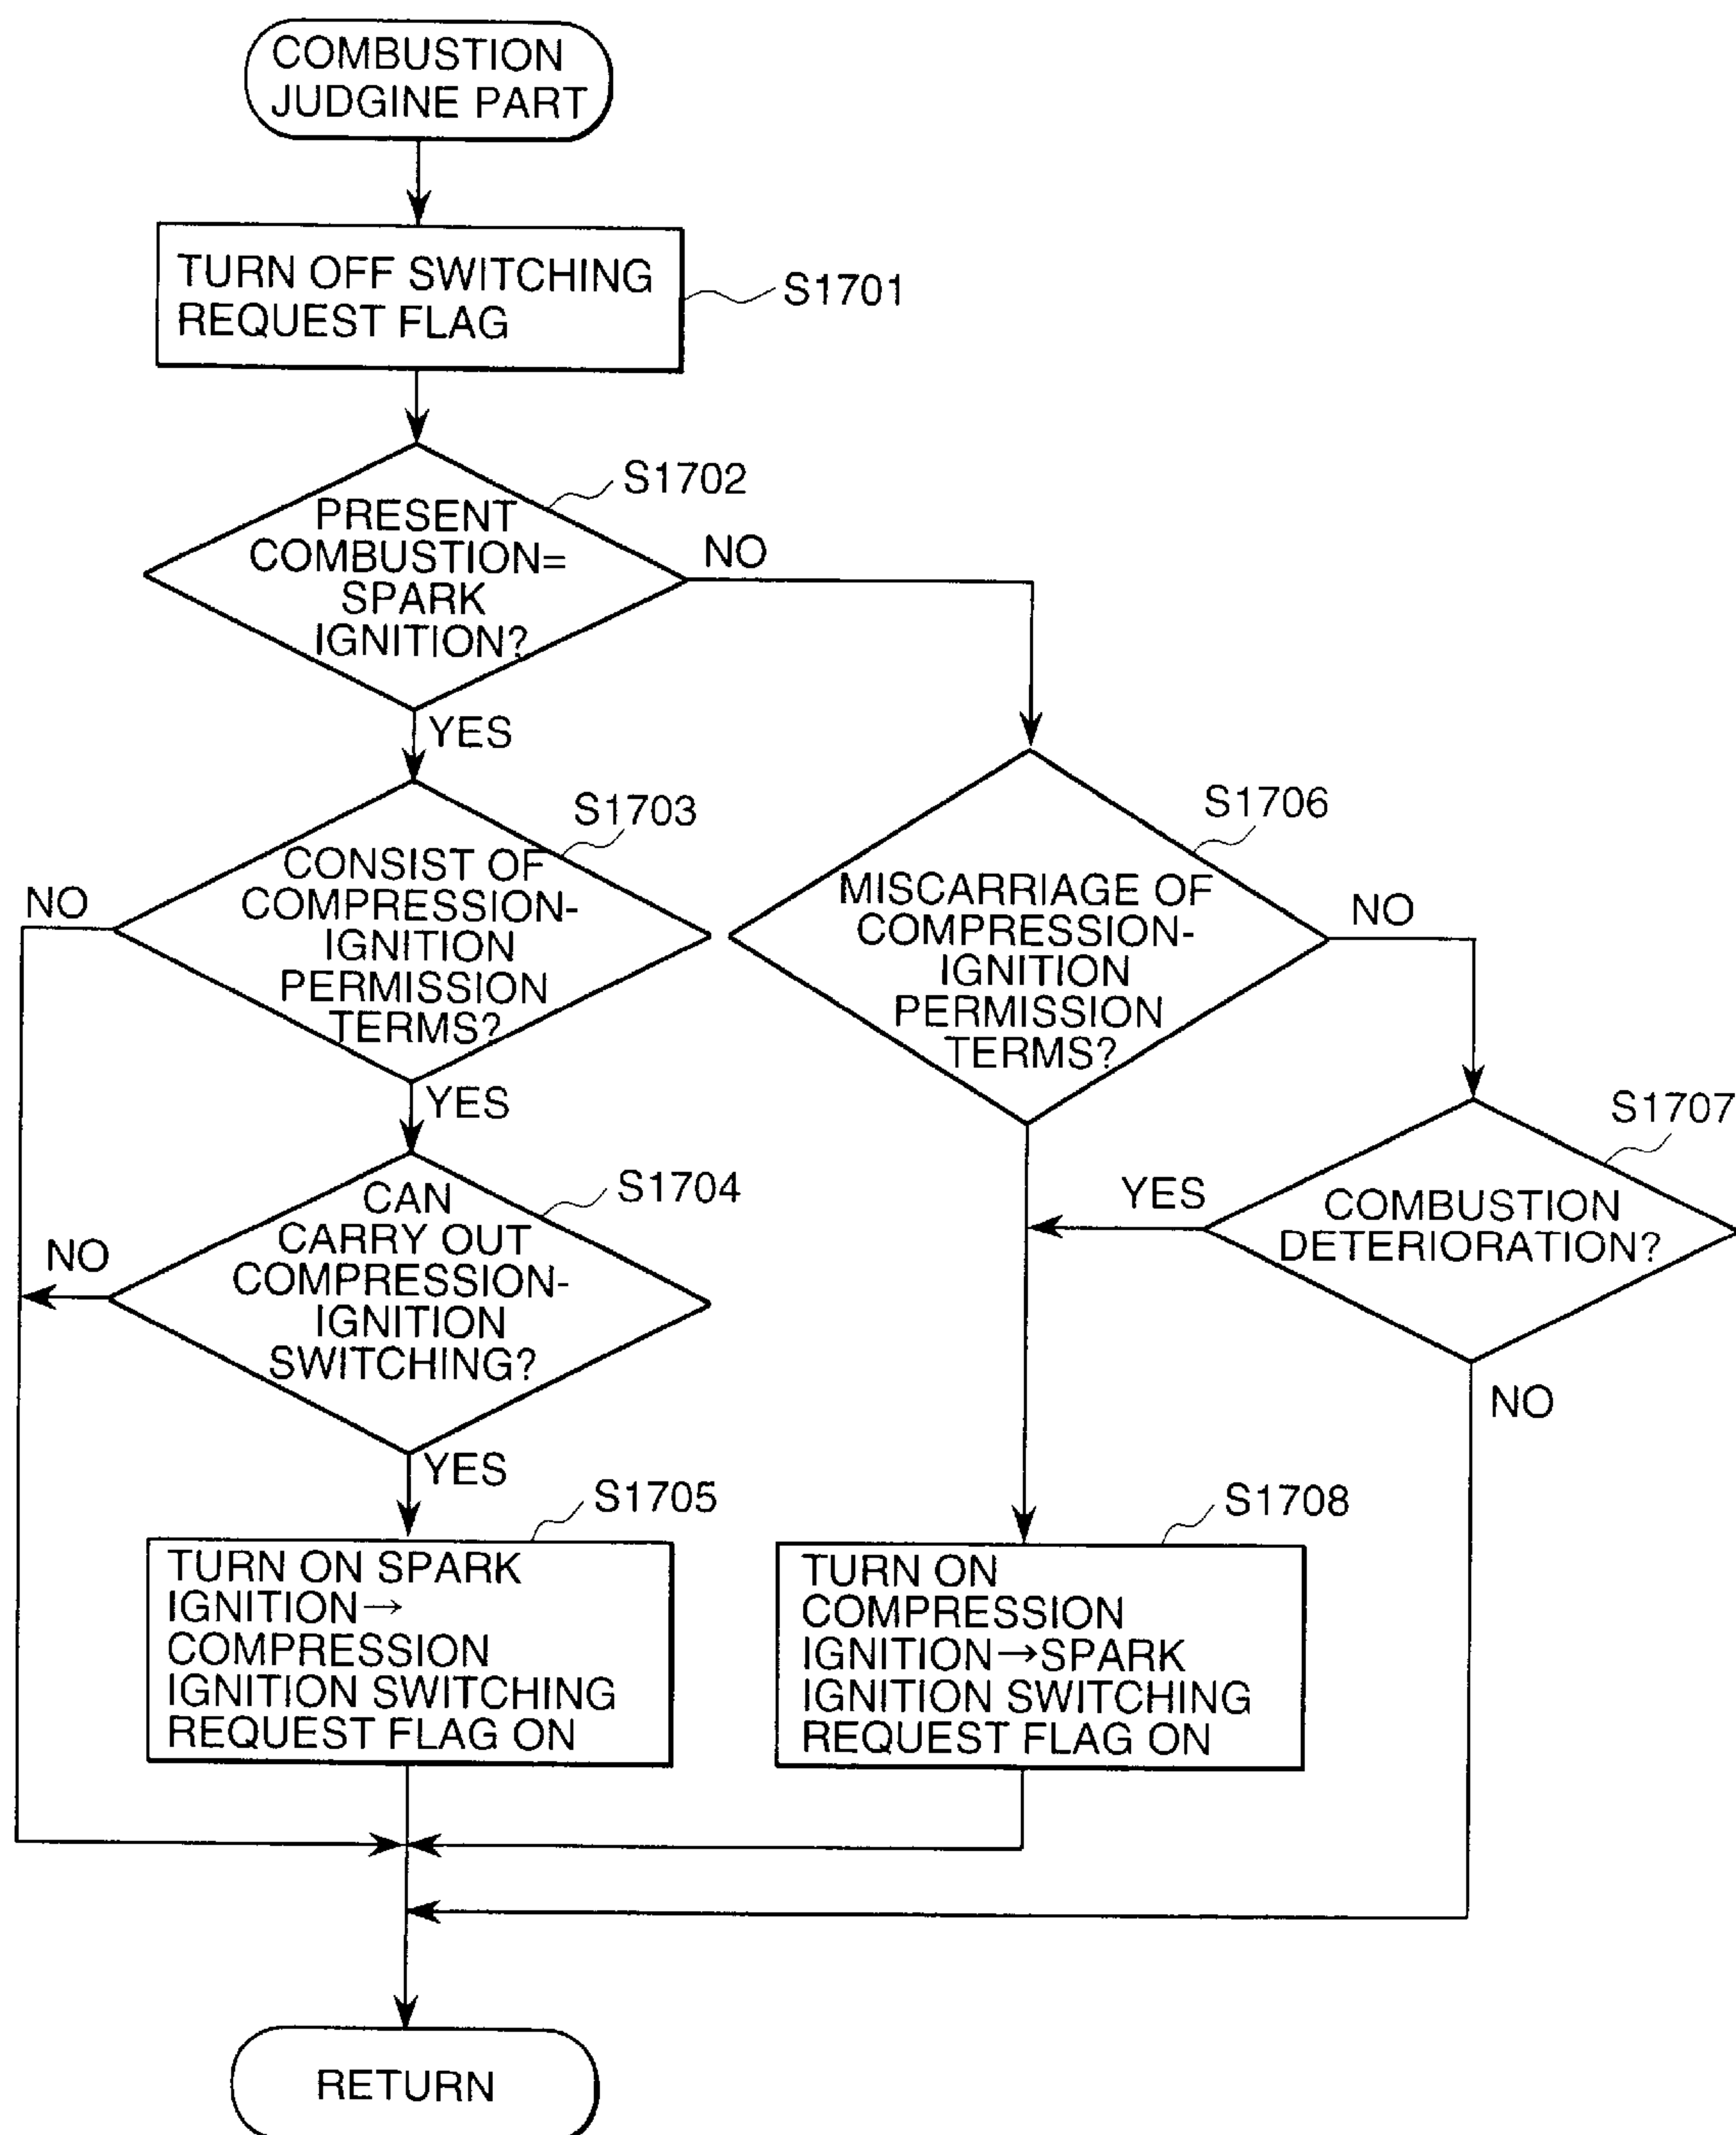 COMBUSTION
JUDGINE PART
TURN OFF SWITCHING
REQUEST FLAG
S1701
S1702
PRESENT
COMBUSTION=
SPARK
IGNITION?
NO
YES
S1703
CONSIST OF
COMPRESSION-
IGNITION
PERMISSION
TERMS?
NO
YES
S1704
CAN
CARRY OUT
COMPRESSION-
IGNITION
SWITCHING?
NO
YES
S1705
TURN ON SPARK
IGNITION→
COMPRESSION
IGNITION SWITCHING
REQUEST FLAG ON
S1706
MISCARRIAGE OF
COMPRESSION-
IGNITION
PERMISSION
TERMS?
NO
S1707
COMBUSTION
DETERIORATION?
YES
NO
S1708
TURN ON
COMPRESSION
IGNITION→SPARK
IGNITION SWITCHING
REQUEST FLAG ON
RETURN